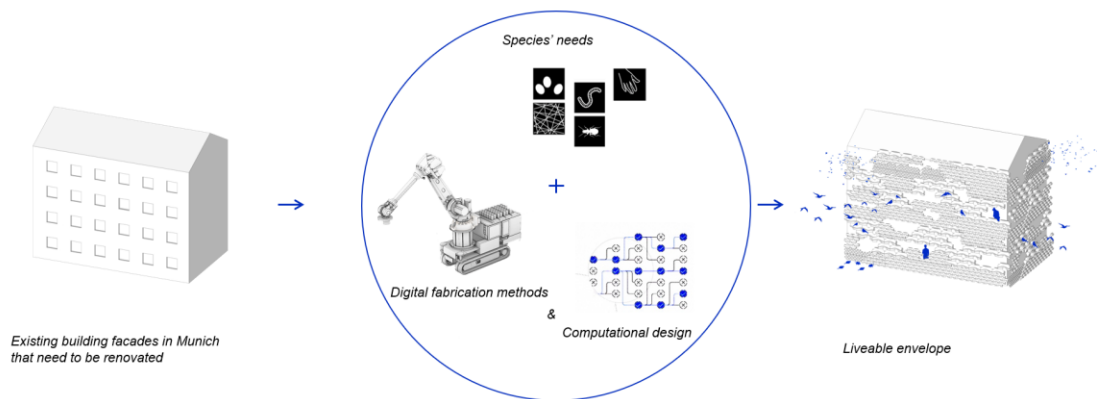 Species' needs
Digital fabrication methods
&
Computational design
Existing building facades in Munich
that need to be renovated
Liveable envelope